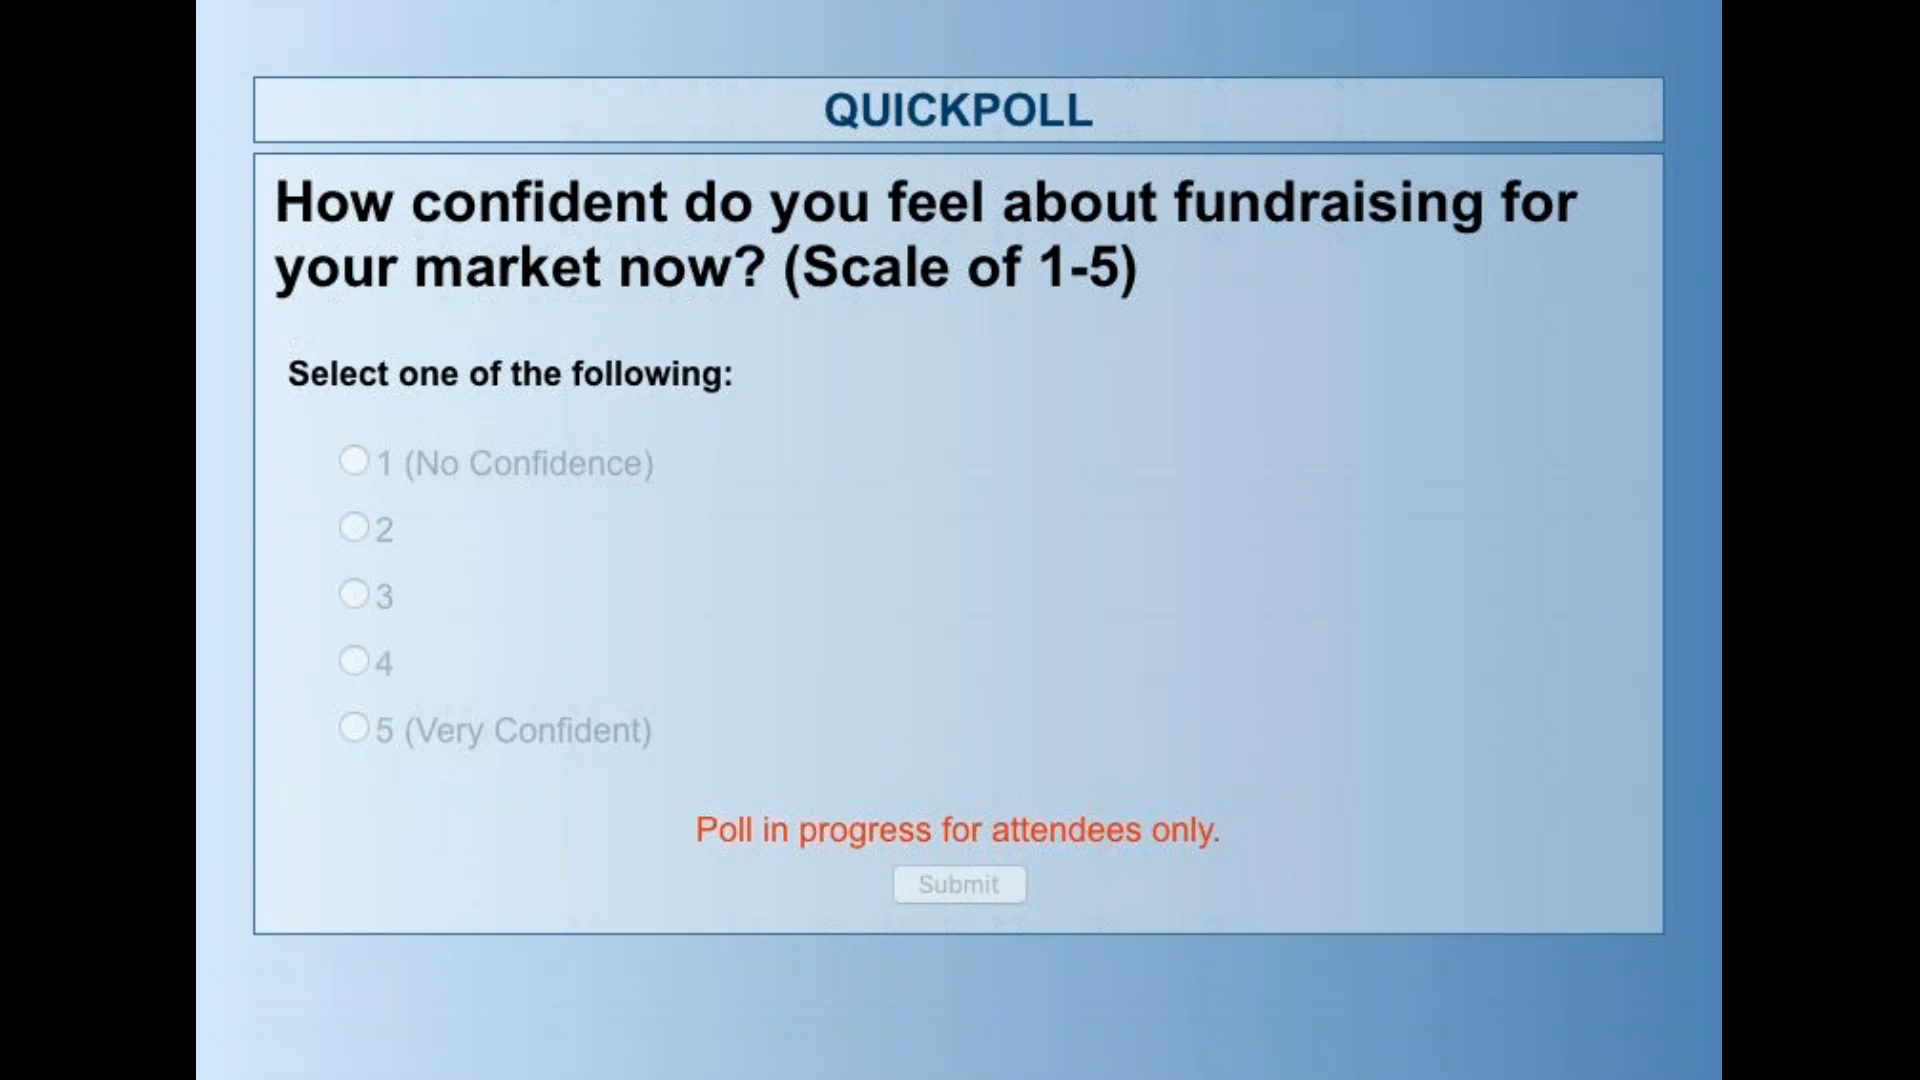 QUICKPOLL
How confident do you feel about fundraising for
your market now? (Scale of 1-5)
Select one of the following:
1 (No Confidence)
2
3
4
5 (Very Confident)
Poll in progress for attendees only.
Submit